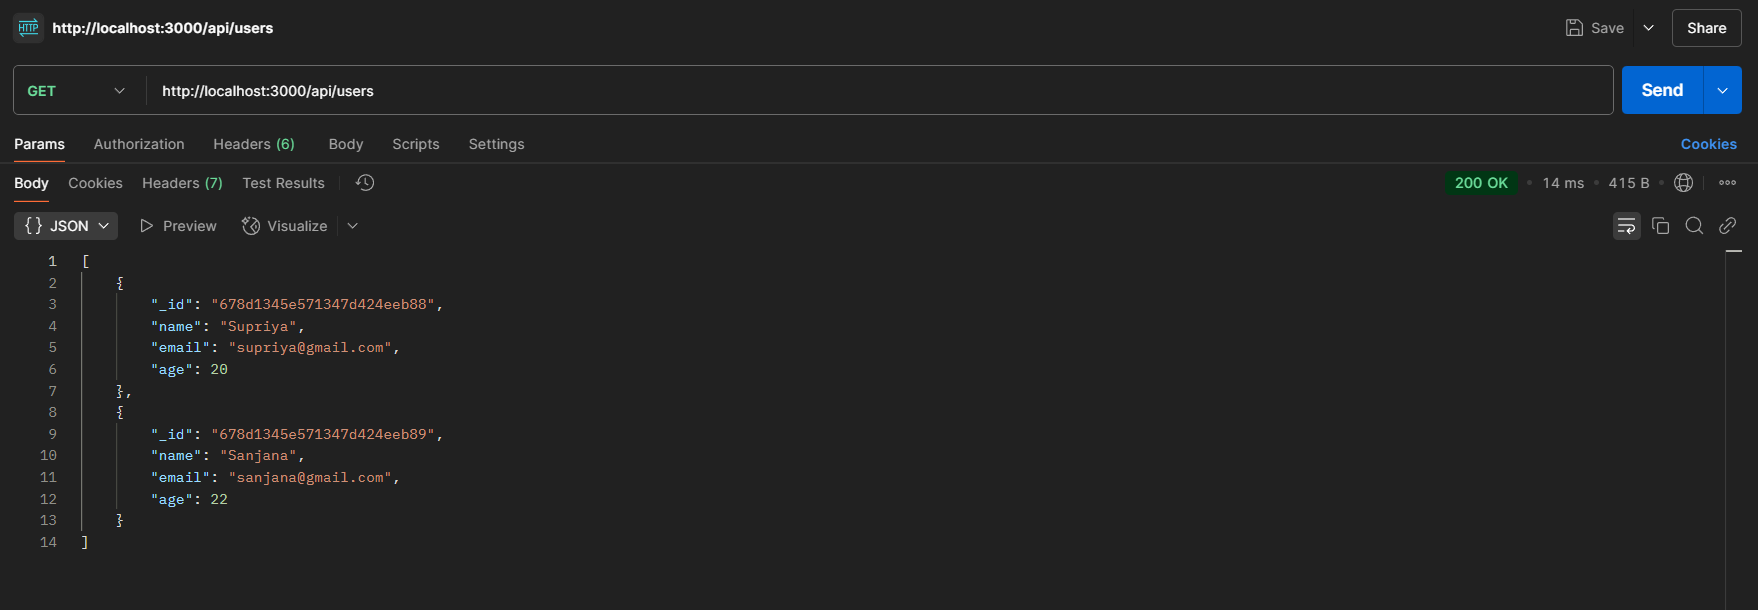 HTTP http://localhost:3000/api/users Save Share
GET http://localhost:3000/api/users Send
Params Authorization Headers (6) Body Scripts Settings Cookies
Body Cookies Headers (7) Test Results 200 OK • 14 ms • 415 B •
{} JSON Preview Visualize
1 [
2 {
3 "_id": "678d1345e571347d424eeb88",
4 "name": "Supriya",
5 "email": "supriya@gmail.com",
6 "age": 20
7 },
8 {
9 "_id": "678d1345e571347d424eeb89",
10 "name": "Sanjana",
11 "email": "sanjana@gmail.com",
12 "age": 22
13 }
14 ]